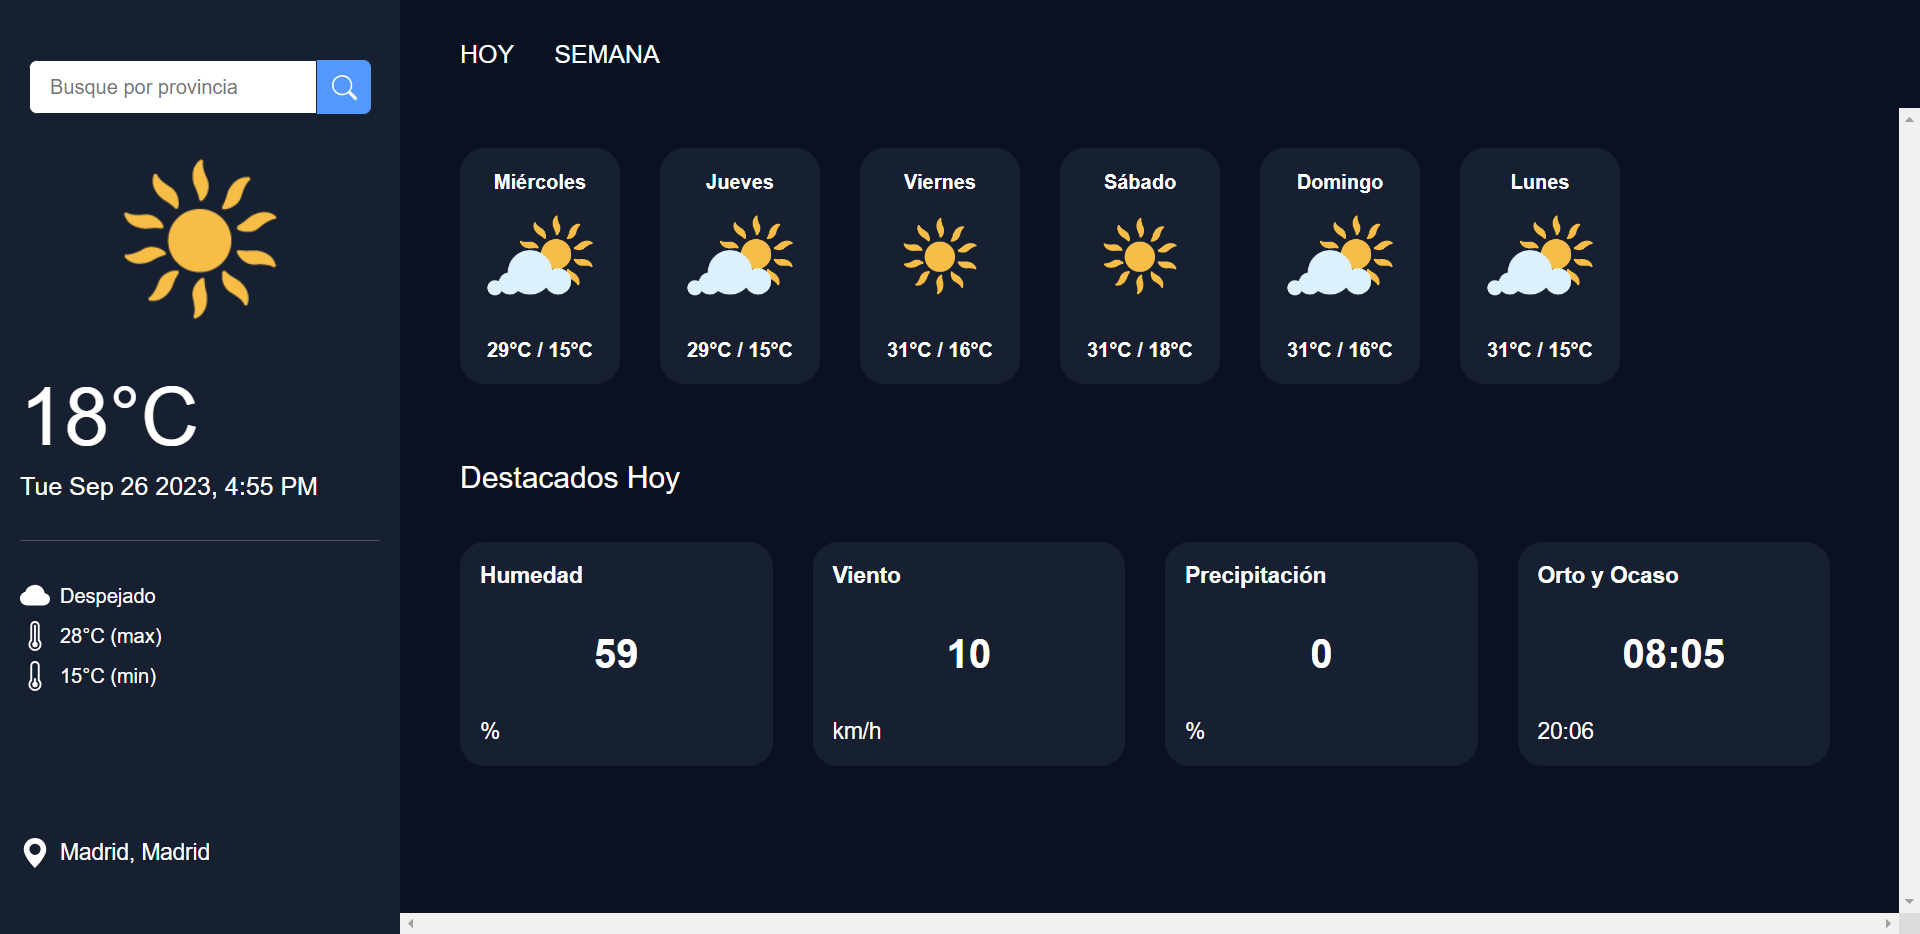 Busque por provincia
18°C
Tue Sep 26 2023, 4:55 PM
Despejado
28°C (max)
15°C (min)
Madrid, Madrid
HOY SEMANA
Miércoles
29°C / 15°C
Jueves
29°C / 15°C
Viernes
31°C / 16°C
Sábado
31°C / 18°C
Domingo
31°C / 16°C
Lunes
31°C / 15°C
Destacados Hoy
Humedad
59
%
Viento
10
km/h
Precipitación
0
%
Orto y Ocaso
08:05
20:06